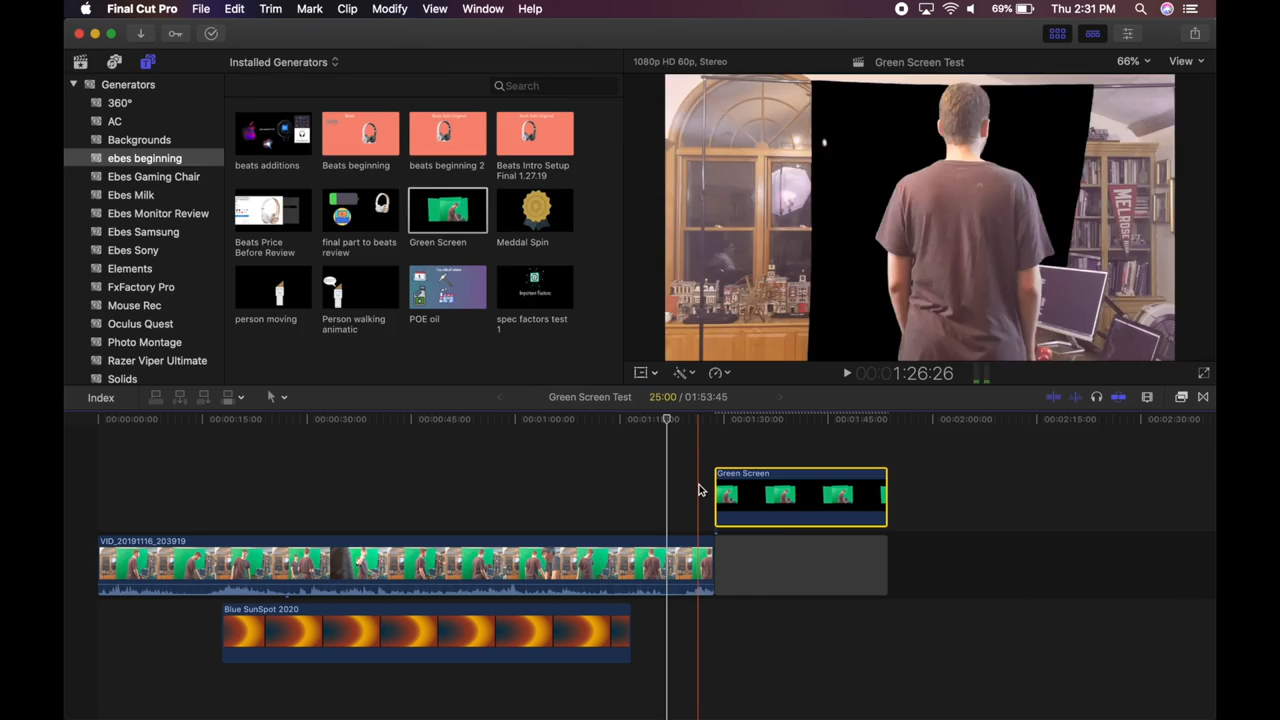 Final Cut Pro File Edit Trim Mark Clip Modify View Window Help 69% Thu 2:31 PM
Installed Generators 1080p HD 60p, Stereo Green Screen Test 66% View
Generators
Search
360°
AC
Backgrounds
ebes beginning
Ebes Gaming Chair
Ebes Milk
Ebes Monitor Review
Ebes Samsung
Ebes Sony
Elements
FxFactory Pro
Mouse Rec
Oculus Quest
Photo Montage
Razer Viper Ultimate
Solids
beats additions
Beats beginning
beats beginning 2
Beats Intro Setup
Final 1.27.19
Beats Price
Before Review
final part to beats
review
Green Screen
Meddal Spin
person moving
Person walking
animatic
POE oil
spec factors test
1
Important Factors
MELROSE
00:00:01:26:26
Index Green Screen Test 25:00 / 01:53:45
00:00:00:00 00:00:15:00 00:00:30:00 00:00:45:00 00:01:00:00 00:01:15:00 00:01:30:00 00:01:45:00 00:02:00:00 00:02:15:00 00:02:30:00
Green Screen
VID_20191116_203919
Blue SunSpot 2020